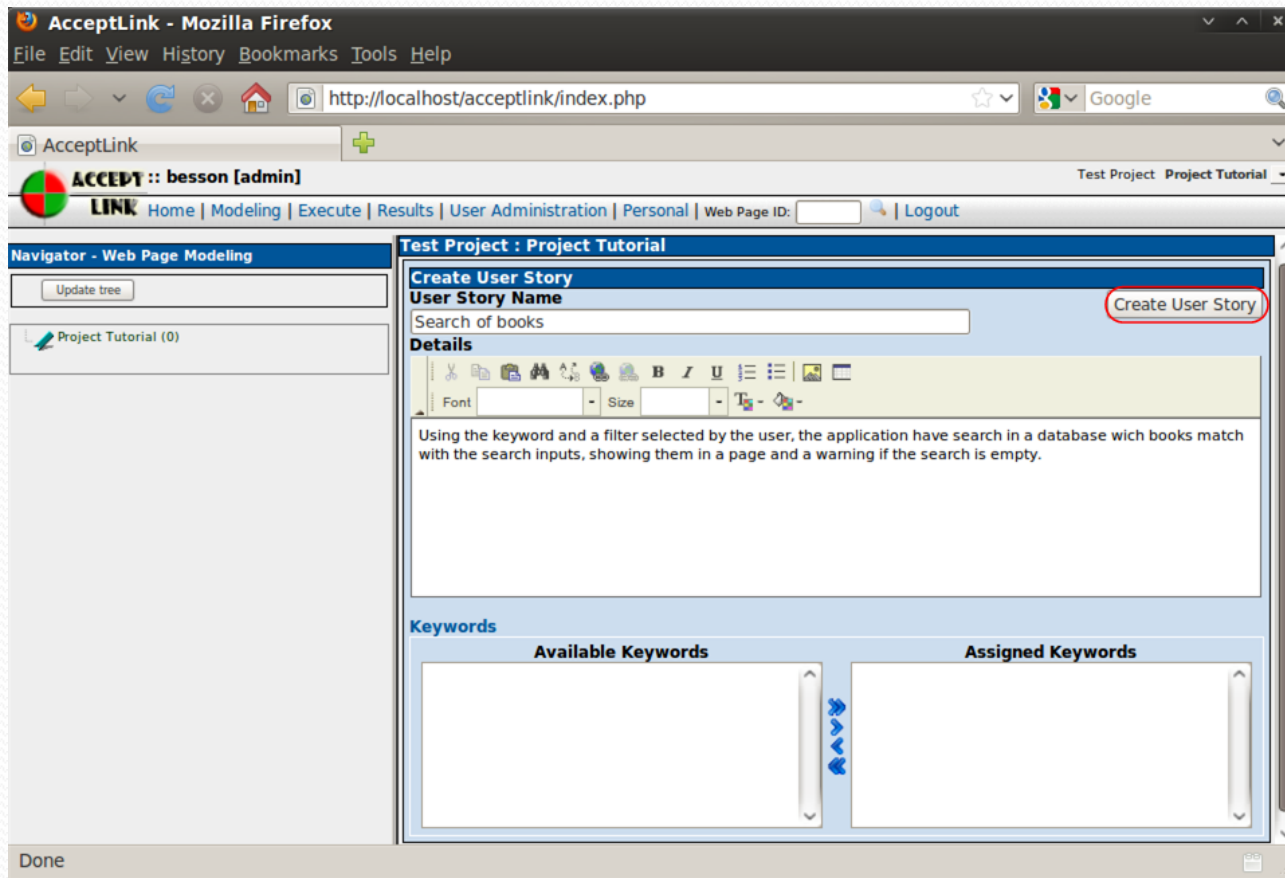 AcceptLink - Mozilla Firefox
File Edit View History Bookmarks Tools Help
http://localhost/acceptlink/index.php
Google
AcceptLink
ACCEPT :: besson [admin]
Test Project Project Tutorial
LINK Home | Modeling | Execute | Results | User Administration | Personal | Web Page ID: | Logout
Navigator - Web Page Modeling
Update tree
Project Tutorial (0)
Test Project : Project Tutorial
Create User Story
User Story Name
Create User Story
Search of books
Details
B I U
Font Size T
Using the keyword and a filter selected by the user, the application have search in a database wich books match
with the search inputs, showing them in a page and a warning if the search is empty.
Keywords
Available Keywords
Assigned Keywords
Done